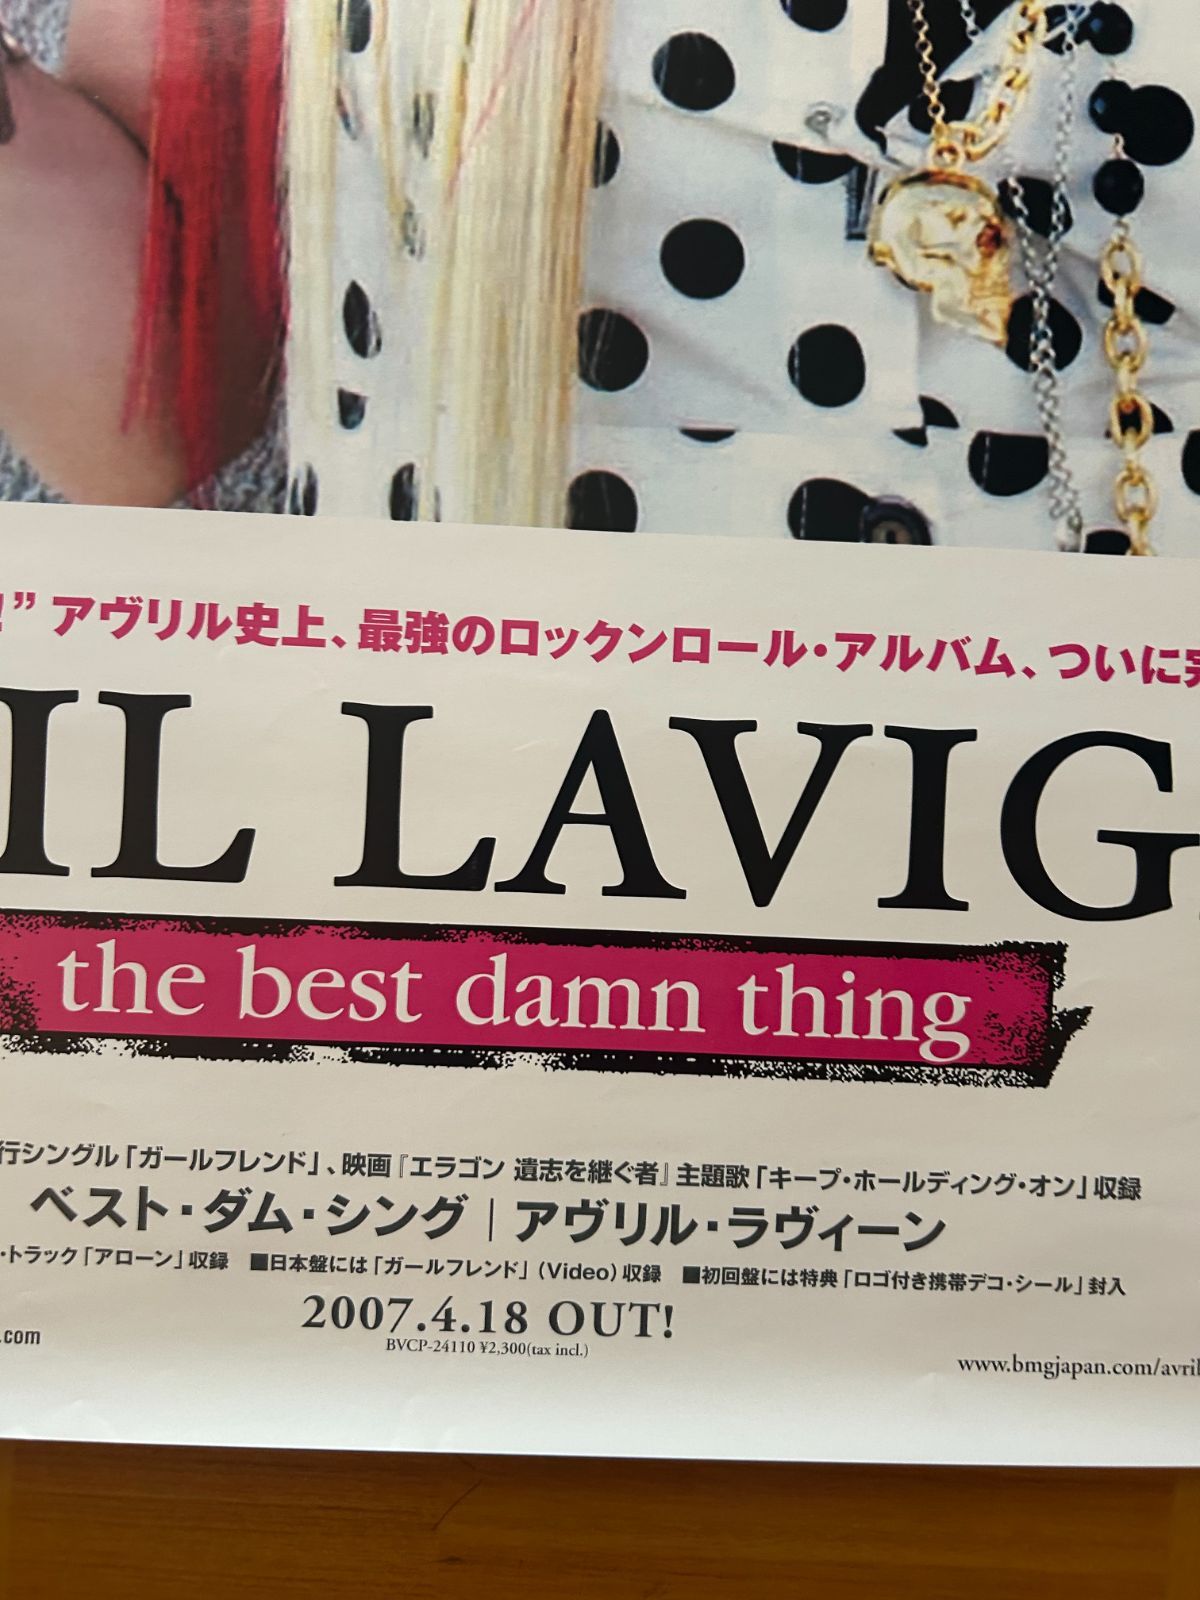 !” アヴリル史上、最強のロックンロール・アルバム、ついに完
IL LAVIG
the best damn thing
行シングル「ガールフレンド」、映画『エラゴン 遺志を継ぐ者』主題歌「キープ・ホールディング・オン」収録
ベスト・ダム・シング｜アヴリル・ラヴィーン
・トラック「アローン」収録 ■日本盤には「ガールフレンド」(Video)収録 ■初回盤には特典「ロゴ付き携帯デコ・シール」封入
2007.4.18 OUT!
BVCP-24110 ¥2,300(tax incl.)
.com
www.bmgjapan.com/avril